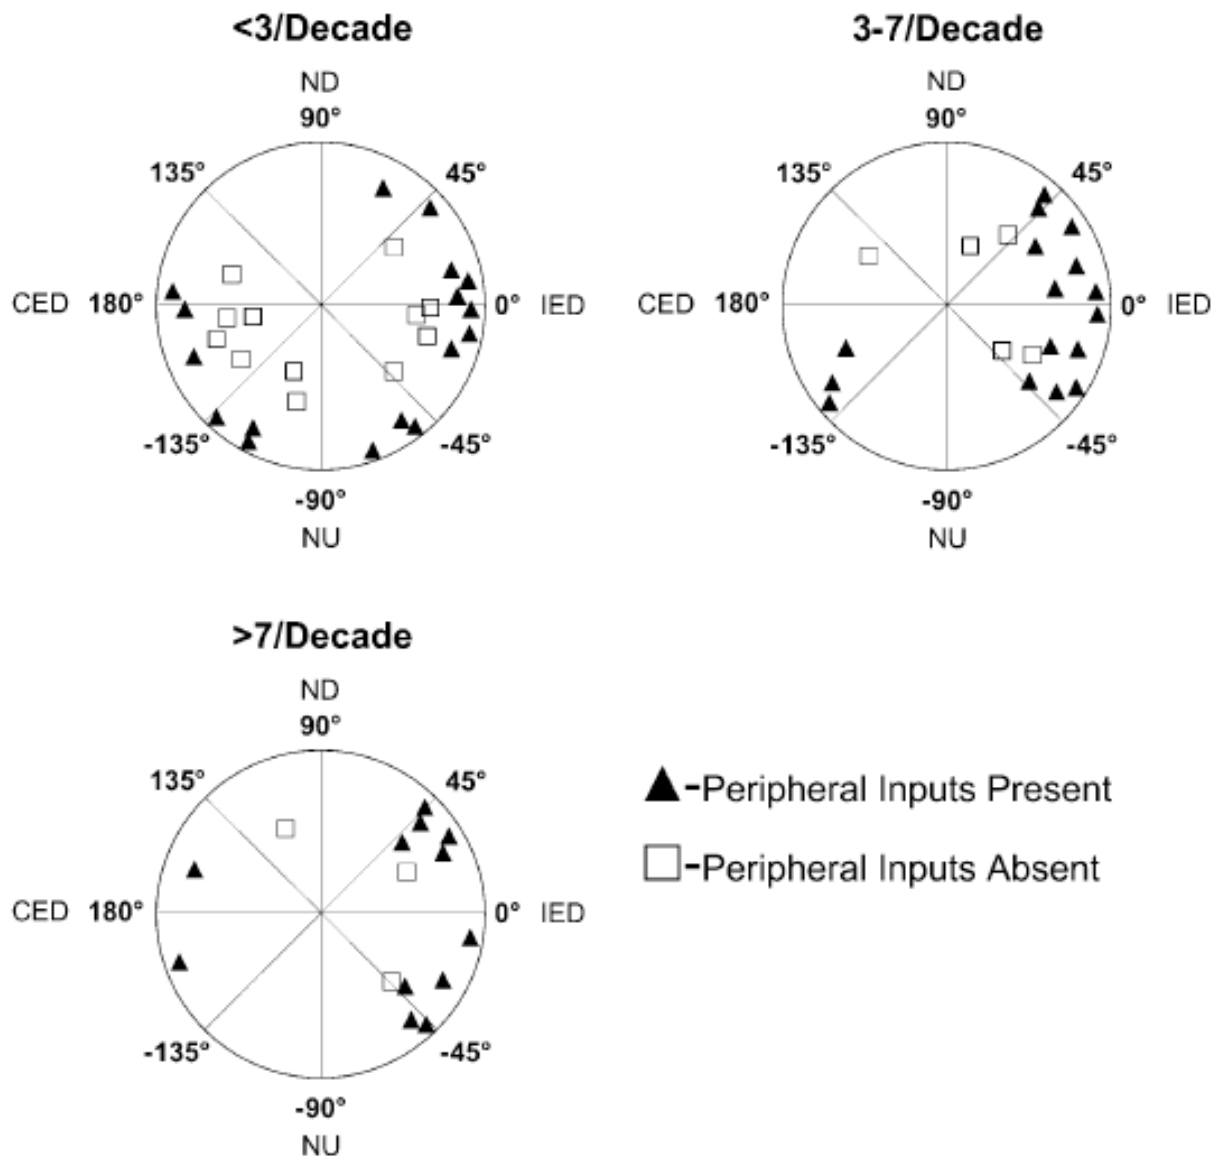 <3/Decade
ND
90°
135°
45°
CED 180°
0° IED
-135°
-45°
-90°
NU
3-7/Decade
ND
90°
135°
45°
CED 180°
0° IED
-135°
-45°
-90°
NU
>7/Decade
ND
90°
135°
45°
CED 180°
0° IED
-135°
-45°
-90°
NU
-Peripheral Inputs Present
-Peripheral Inputs Absent